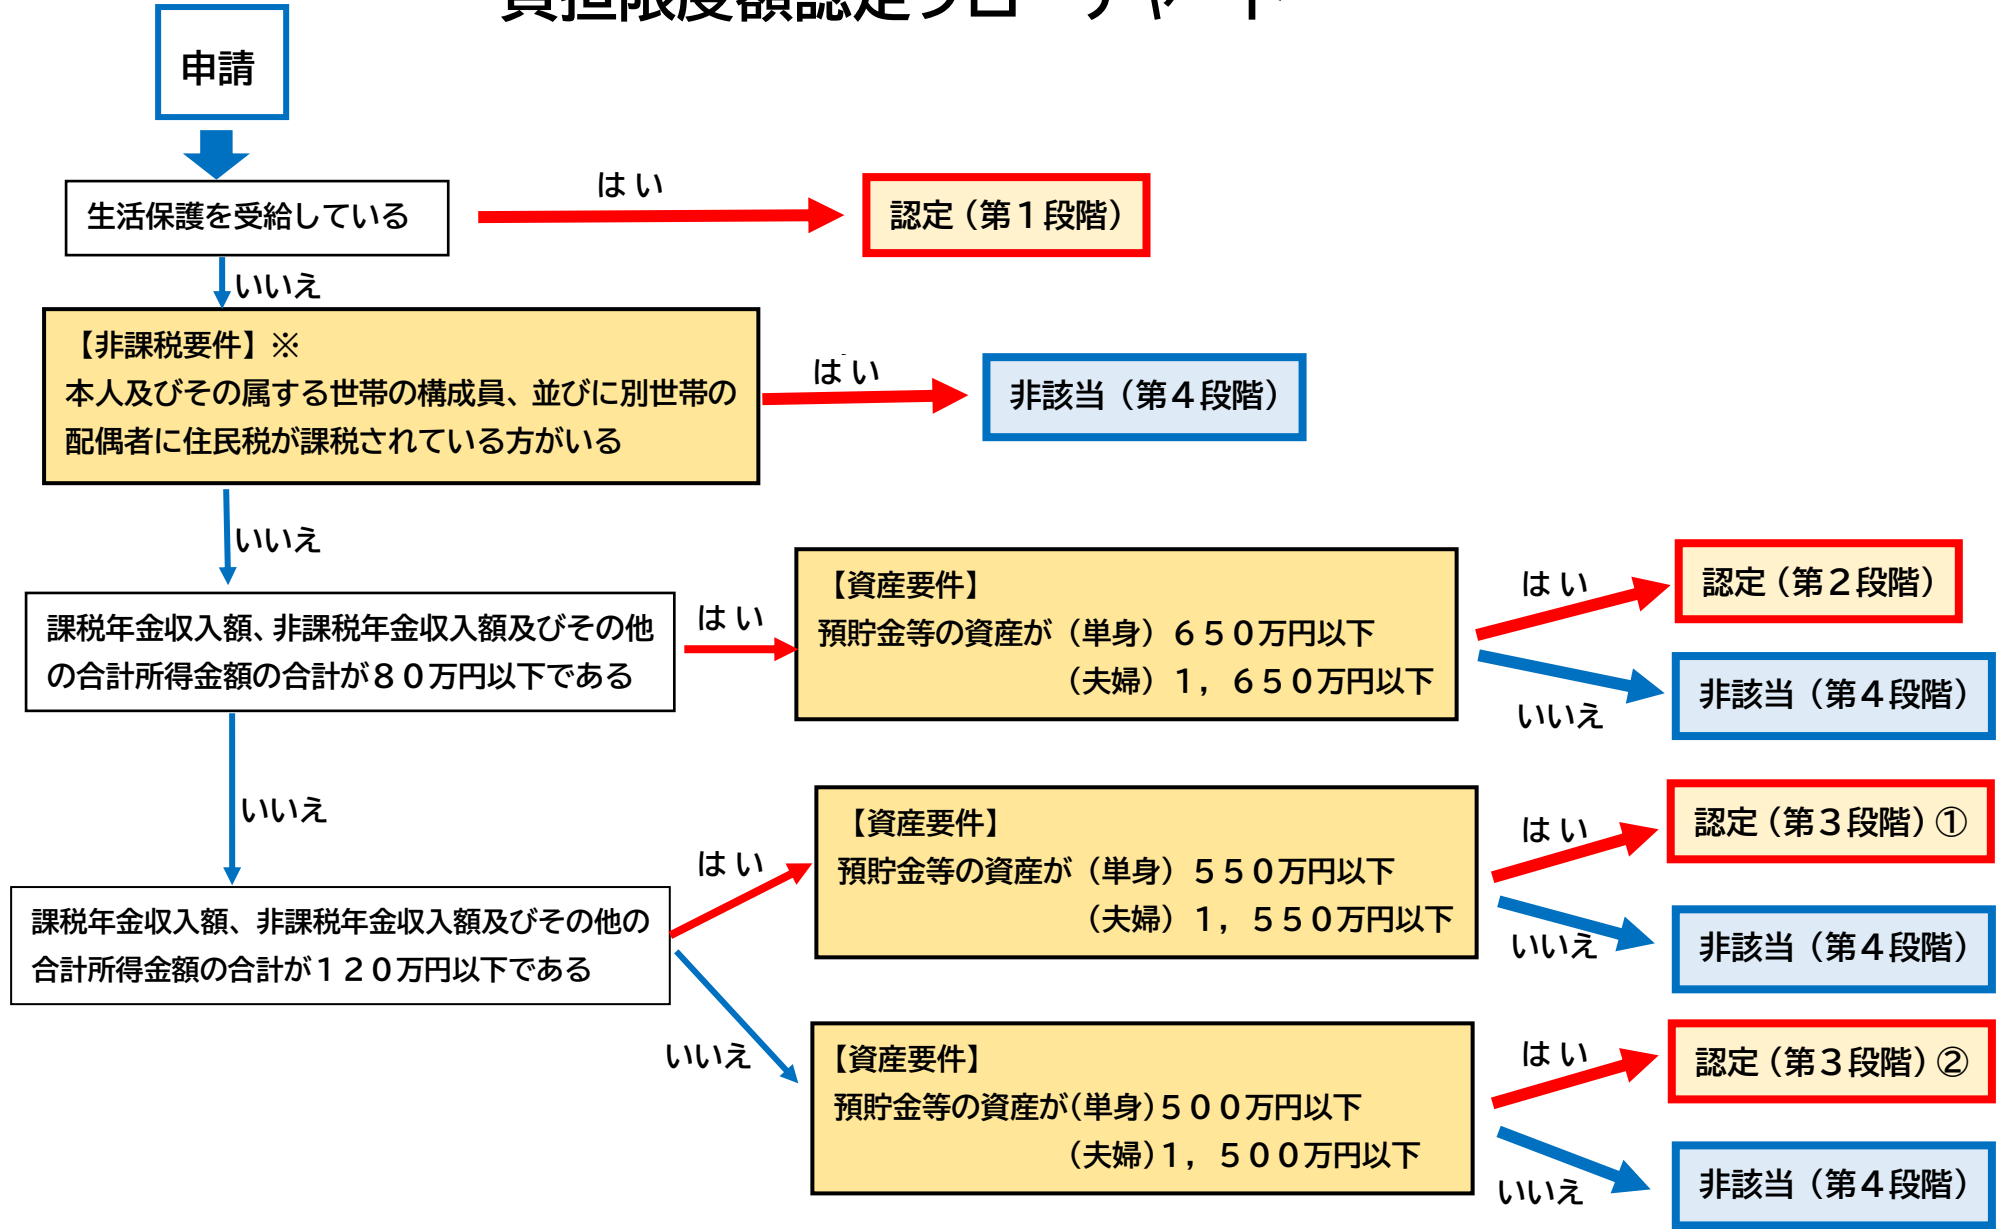 負担限度額認定フローチャート
申請
生活保護を受給している
はい
認定（第１段階）
いいえ
【非課税要件】※
本人及びその属する世帯の構成員、並びに別世帯の
配偶者に住民税が課税されている方がいる
はい
非該当（第４段階）
いいえ
課税年金収入額、非課税年金収入額及びその他
の合計所得金額の合計が８０万円以下である
はい
【資産要件】
預貯金等の資産が（単身）６５０万円以下
（夫婦）１，６５０万円以下
はい
認定（第２段階）
いいえ
非該当（第４段階）
いいえ
課税年金収入額、非課税年金収入額及びその他の
合計所得金額の合計が１２０万円以下である
はい
【資産要件】
預貯金等の資産が（単身）５５０万円以下
（夫婦）１，５５０万円以下
はい
認定（第３段階）①
いいえ
非該当（第４段階）
いいえ
【資産要件】
預貯金等の資産が（単身）５００万円以下
（夫婦）１，５００万円以下
はい
認定（第３段階）②
いいえ
非該当（第４段階）